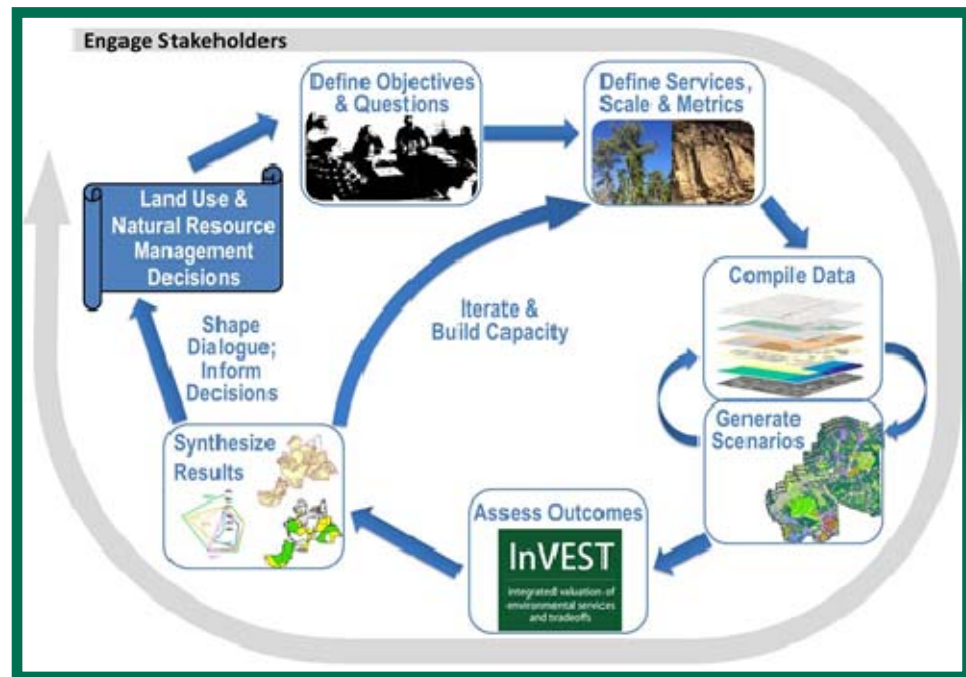 Engage Stakeholders
Define Objectives
& Questions
Define Services,
Scale & Metrics
Land Use &
Natural Resource
Management
Decisions
Compile Data
Iterate &
Build Capacity
Shape
Dialogue;
Inform
Decisions
Generate
Scenarios
Synthesize
Results
Assess Outcomes
InVEST
integrated valuation of
environmental services
and tradeoffs